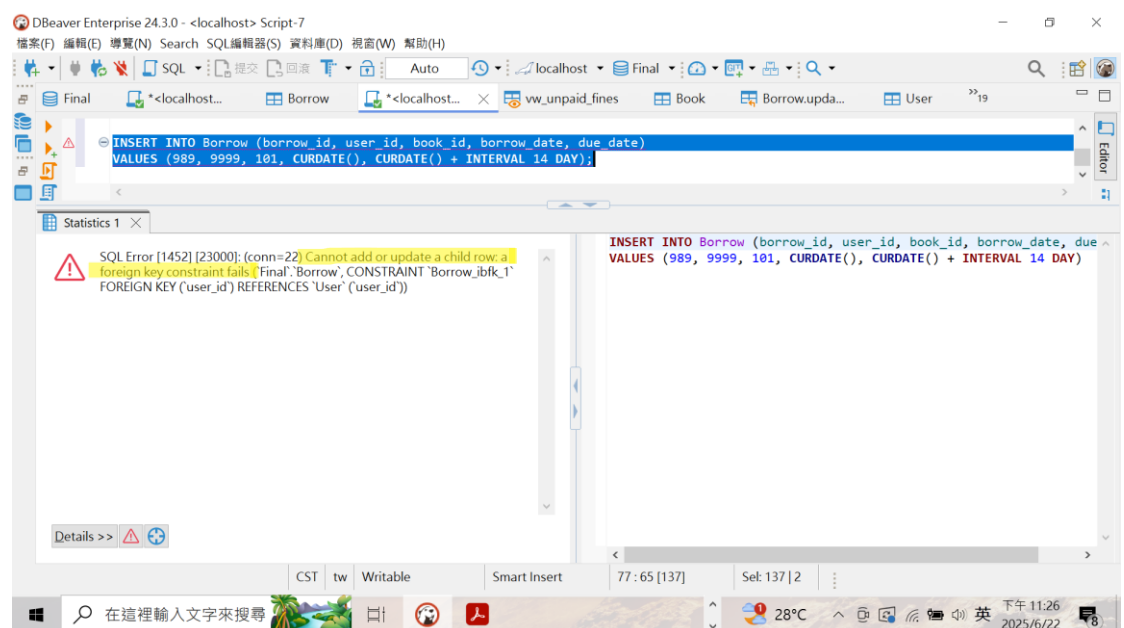 DBeaver Enterprise 24.3.0 - <localhost> Script-7
檔案(F) 編輯(E) 導覽(N) Search SQL編輯器(S) 資料庫(D) 視窗(W) 幫助(H)
SQL 提交 回滾 T Auto localhost Final
Final *<localhost... Borrow *<localhost... vw_unpaid_fines Book Borrow.upda... User »19
INSERT INTO Borrow (borrow_id, user_id, book_id, borrow_date, due_date)
VALUES (989, 9999, 101, CURDATE(), CURDATE() + INTERVAL 14 DAY);
Editor
Statistics 1
SQL Error [1452] [23000]: (conn=22) Cannot add or update a child row: a
foreign key constraint fails (`Final`.`Borrow`, CONSTRAINT `Borrow_ibfk_1`
FOREIGN KEY (`user_id`) REFERENCES `User` (`user_id`))
INSERT INTO Borrow (borrow_id, user_id, book_id, borrow_date, due
VALUES (989, 9999, 101, CURDATE(), CURDATE() + INTERVAL 14 DAY)
Details >>
CST tw Writable Smart Insert 77 : 65 [137] Sel: 137 | 2
在這裡輸入文字來搜尋 28°C 英 下午 11:26
2025/6/22 8